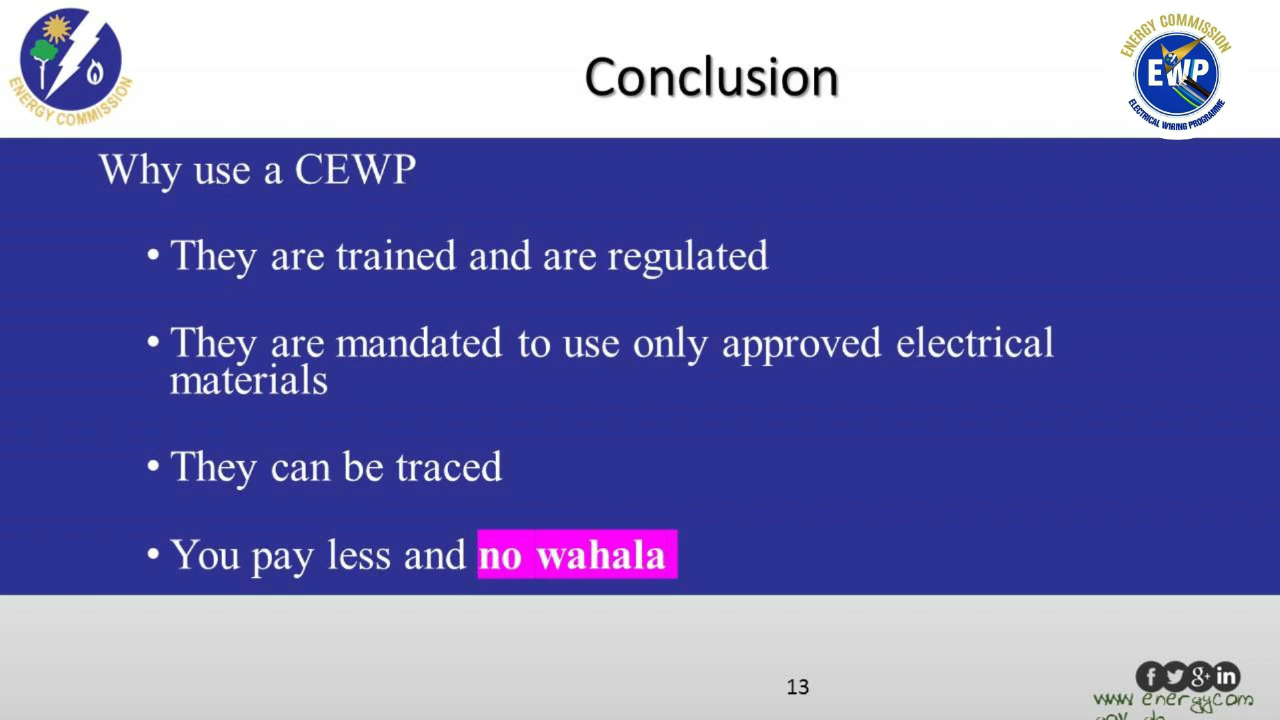 ENERGY COMMISSION
Conclusion
ENERGY COMMISSION
EWP
ELECTRICAL WIRING PROGRAMME
Why use a CEWP
• They are trained and are regulated
• They are mandated to use only approved electrical
materials
• They can be traced
• You pay less and no wahala
13
f g+ in
www energycom
gov gh